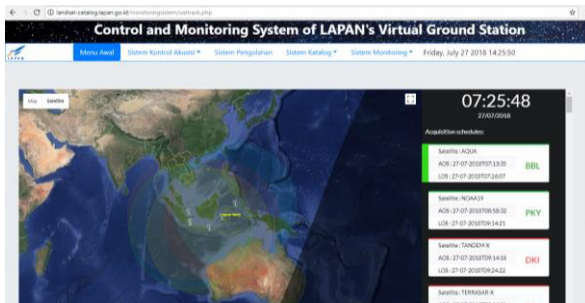 landsat-catalog.lapan.go.id/monitoringsistem/sattrack.php
Control and Monitoring System of LAPAN's Virtual Ground Station
LAPAN
Menu Awal Sistem Kontrol Akuisisi Sistem Pengolahan Sistem Katalog Sistem Monitoring Friday, July 27 2018 14:25:50
Map Satellite
07:25:48
27/07/2018
Acquisition schedules:
Satellite : AQUA
AOS : 27-07-2018T07:13:35
BBL
LOS : 27-07-2018T07:26:07
Satellite : NOAA19
AOS : 27-07-2018T08:58:32
PKY
LOS : 27-07-2018T09:14:21
Satellite : TANDEM X
AOS : 27-07-2018T09:14:18
DKI
LOS : 27-07-2018T09:24:22
Satellite : TERRASAR X